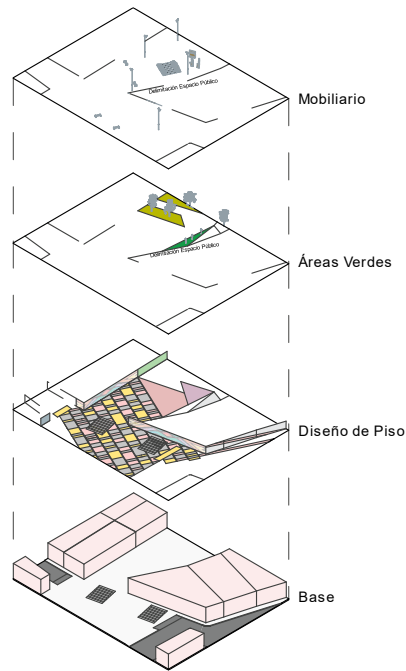 Mobiliario
Delimitación Espacio Público
Áreas Verdes
Delimitación Espacio Público
Diseño de Piso
Base